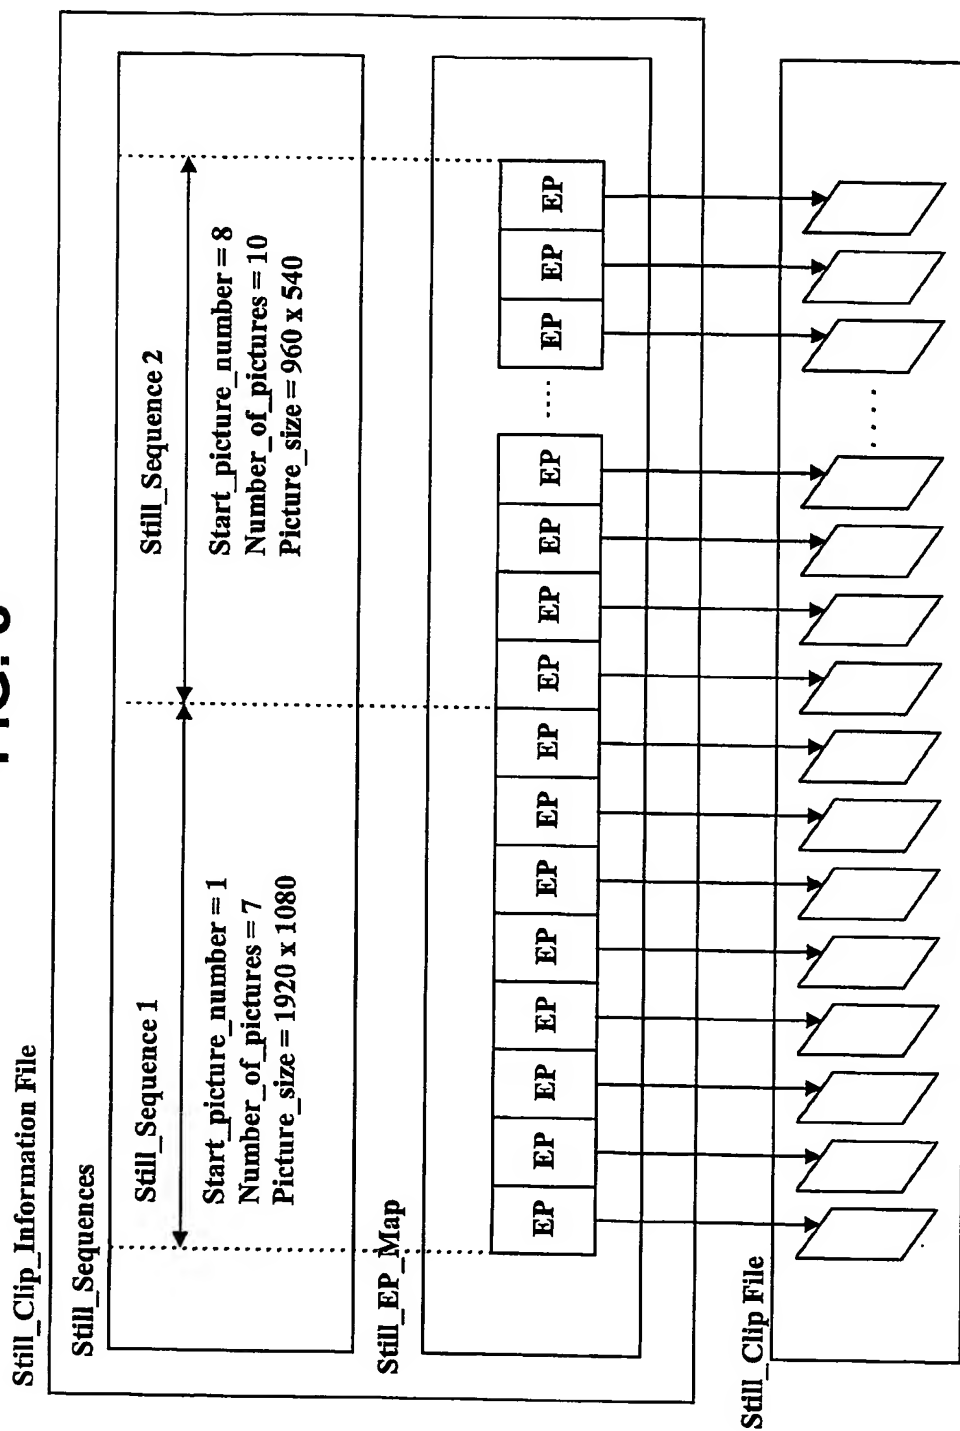 FIG.
Still_Clip_Information File
Still_Sequences
Still_Sequence 1
Start_picture_number = 1
Number_of_pictures = 7
Picture_size = 1920 x 1080
Still_Sequence 2
Start_picture_number = 8
Number_of_pictures = 10
Picture_size = 960 x 540
Still_EP_Map
EP EP EP EP EP EP EP EP EP EP EP EP ···· EP EP EP
Still_Clip File